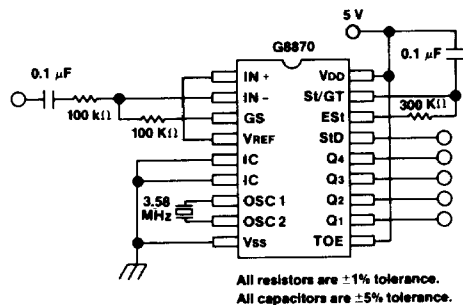 5 V
G8870
0.1 μF
0.1 μF
100 kΩ
100 KΩ
300 KΩ
3.58
MHz
IN +
IN -
GS
VREF
IC
IC
OSC 1
OSC 2
VSS
VDD
St/GT
ESt
StD
Q4
Q3
Q2
Q1
TOE
All resistors are ±1% tolerance.
All capacitors are ±5% tolerance.